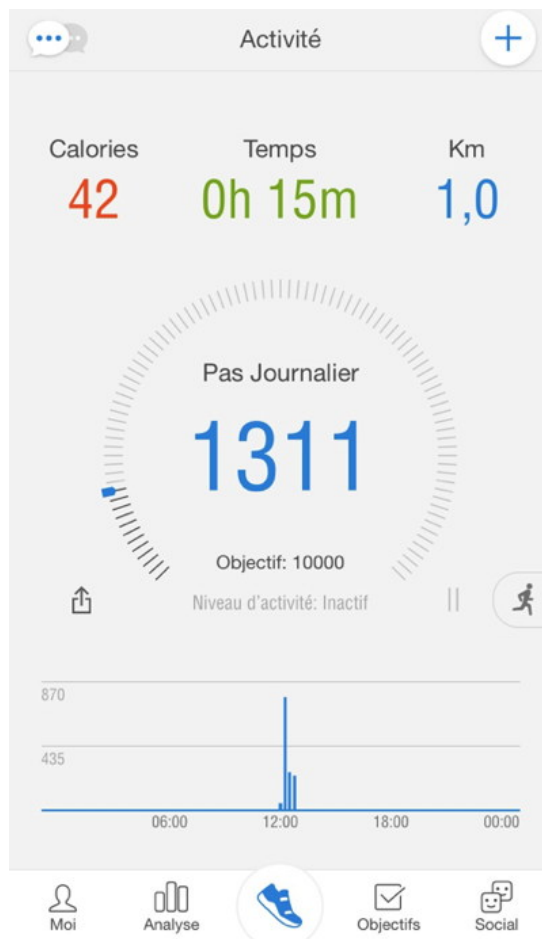 Activité
Calories Temps Km
42 0h 15m 1,0
Pas Journalier
1311
Objectif: 10000
Niveau d'activité: Inactif
870
435
06:00 12:00 18:00 00:00
Moi Analyse Objectifs Social